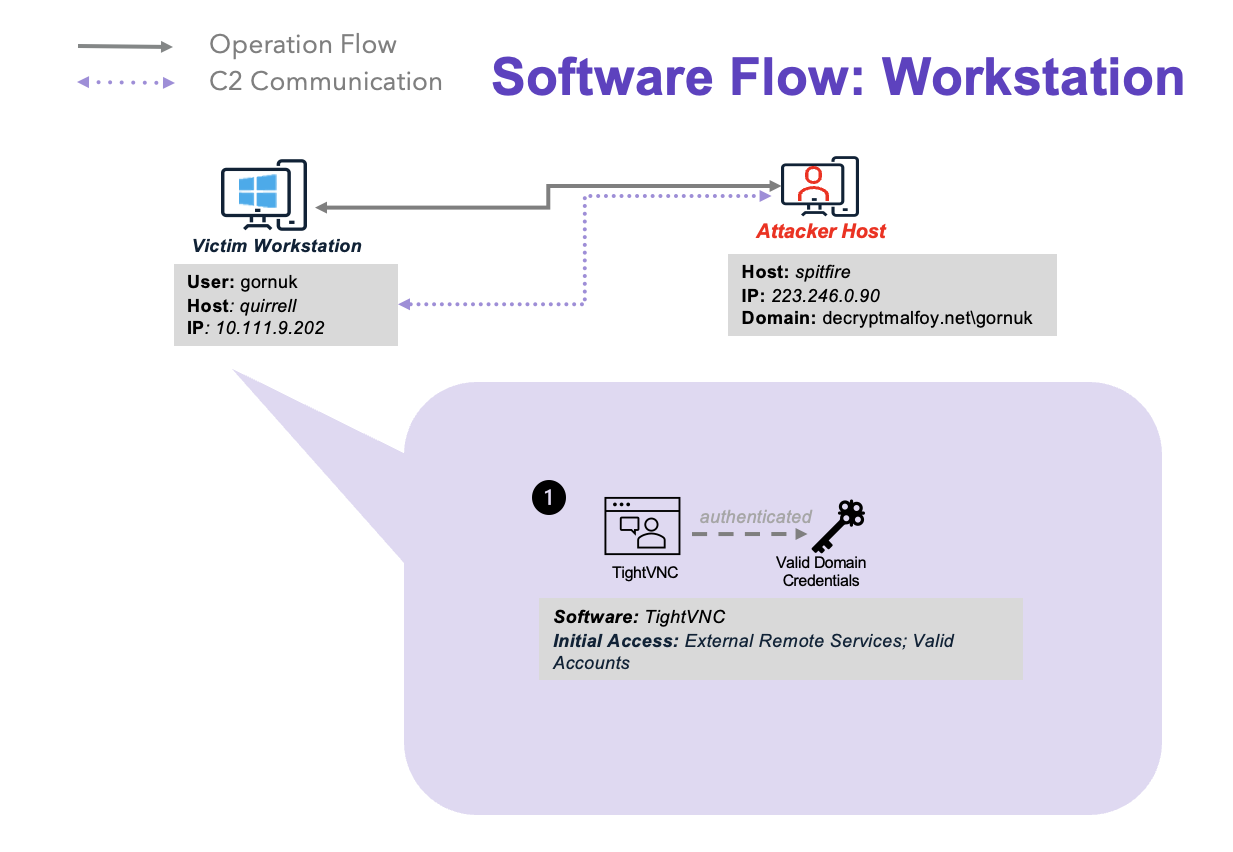 Operation Flow
C2 Communication
Software Flow: Workstation
Victim Workstation
User: gornuk
Host: quirrell
IP: 10.111.9.202
Attacker Host
Host: spitfire
IP: 223.246.0.90
Domain: decryptmalfoy.net\gornuk
1
authenticated
TightVNC
Valid Domain
Credentials
Software: TightVNC
Initial Access: External Remote Services; Valid
Accounts